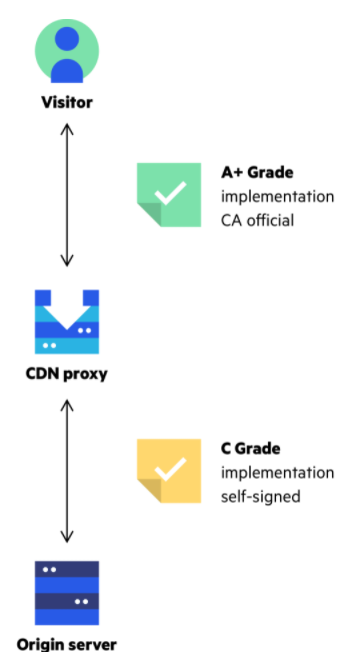 Visitor
A+ Grade
implementation
CA official
CDN proxy
C Grade
implementation
self-signed
Origin server